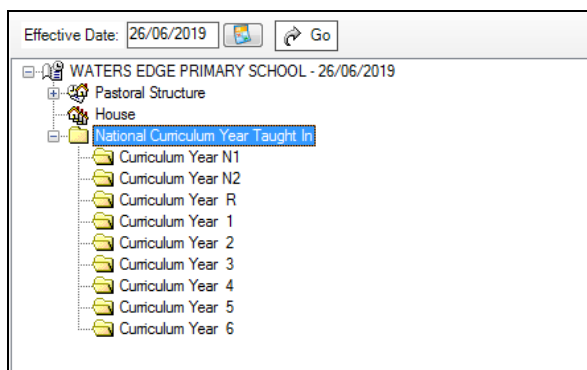 Effective Date: 26/06/2019 Go
WATERS EDGE PRIMARY SCHOOL - 26/06/2019
Pastoral Structure
House
National Curriculum Year Taught In
Curriculum Year N1
Curriculum Year N2
Curriculum Year R
Curriculum Year 1
Curriculum Year 2
Curriculum Year 3
Curriculum Year 4
Curriculum Year 5
Curriculum Year 6